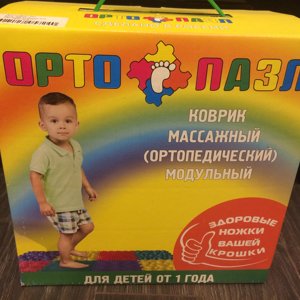 ОРТО ПАЗЛ
КОВРИК
МАССАЖНЫЙ
(ОРТОПЕДИЧЕСКИЙ)
МОДУЛЬНЫЙ
ЗДОРОВЫЕ
НОЖКИ
ВАШЕЙ
КРОШКИ
ДЛЯ ДЕТЕЙ ОТ 1 ГОДА